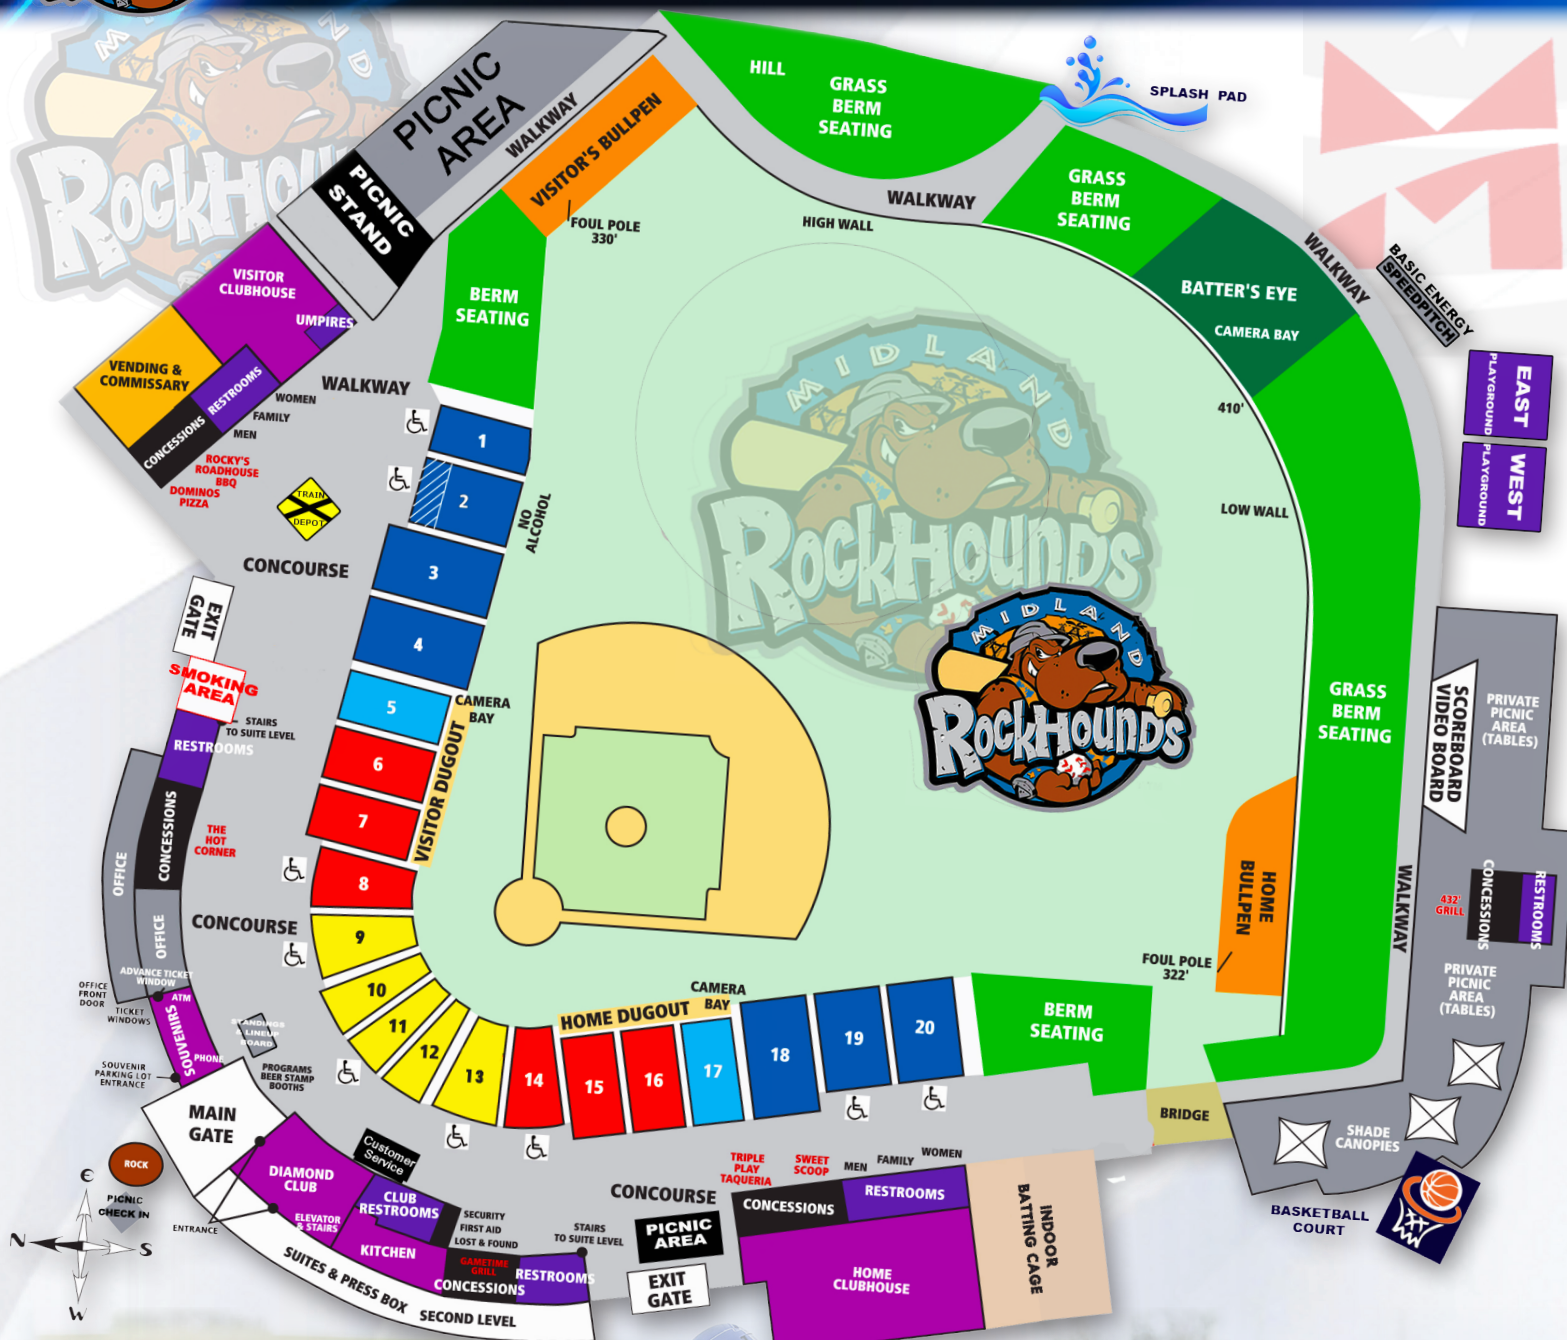 MIDLAND
ROCKHOU
PICNIC
AREA
WALKWAY
PICNIC
STAND
VISITOR'S BULLPEN
HILL
GRASS
BERM
SEATING
SPLASH PAD
WALKWAY
GRASS
BERM
SEATING
HIGH WALL
FOUL POLE
330'
BATTER'S EYE
CAMERA BAY
WALKWAY
BASIC ENERGY
SPEEDPITCH
VISITOR
CLUBHOUSE
UMPIRES
BERM
SEATING
VENDING &
COMMISSARY
RESTROOMS
CONCESSIONS
WALKWAY
WOMEN
FAMILY
MEN
ROCKY'S
ROADHOUSE
BBQ
DOMINOS
PIZZA
TRAIN
DEPOT
CONCOURSE
1
2
3
4
5
6
7
8
9
10
11
12
13
14
15
16
17
18
19
20
NO
ALCOHOL
410'
LOW WALL
EAST
PLAYGROUND
WEST
PLAYGROUND
MIDLAND
ROCKHOUNDS
MIDLAND
ROCKHOUNDS
EXIT
GATE
SMOKING
AREA
STAIRS
TO SUITE LEVEL
RESTROOMS
CONCESSIONS
THE
HOT
CORNER
OFFICE
OFFICE
CONCOURSE
CAMERA
BAY
VISITOR DUGOUT
GRASS
BERM
SEATING
SCOREBOARD
VIDEO BOARD
PRIVATE
PICNIC
AREA
(TABLES)
HOME
BULLPEN
WALKWAY
432'
GRILL
CONCESSIONS
RESTROOMS
FOUL POLE
322'
PRIVATE
PICNIC
AREA
(TABLES)
ADVANCE TICKET
WINDOW
OFFICE
FRONT
DOOR
TICKET
WINDOWS
ATM
SOUVENIRS
PHONE
STANDINGS
& LINEUP
BOARD
SOUVENIR
PARKING LOT
ENTRANCE
PROGRAMS
BEER STAMP
BOOTHS
CAMERA
BAY
HOME DUGOUT
BERM
SEATING
BRIDGE
SHADE
CANOPIES
BASKETBALL
COURT
MAIN
GATE
ROCK
PICNIC
CHECK IN
E
N
S
W
ENTRANCE
DIAMOND
CLUB
ELEVATOR
& STAIRS
Customer
Service
CLUB
RESTROOMS
KITCHEN
SECURITY
FIRST AID
LOST & FOUND
GAMETIME
GRILL
CONCESSIONS
RESTROOMS
STAIRS
TO SUITE LEVEL
SUITES & PRESS BOX
SECOND LEVEL
CONCOURSE
PICNIC
AREA
EXIT
GATE
TRIPLE
PLAY
TAQUERIA
SWEET
SCOOP
MEN
FAMILY
WOMEN
CONCESSIONS
RESTROOMS
HOME
CLUBHOUSE
INDOOR
BATTING CAGE